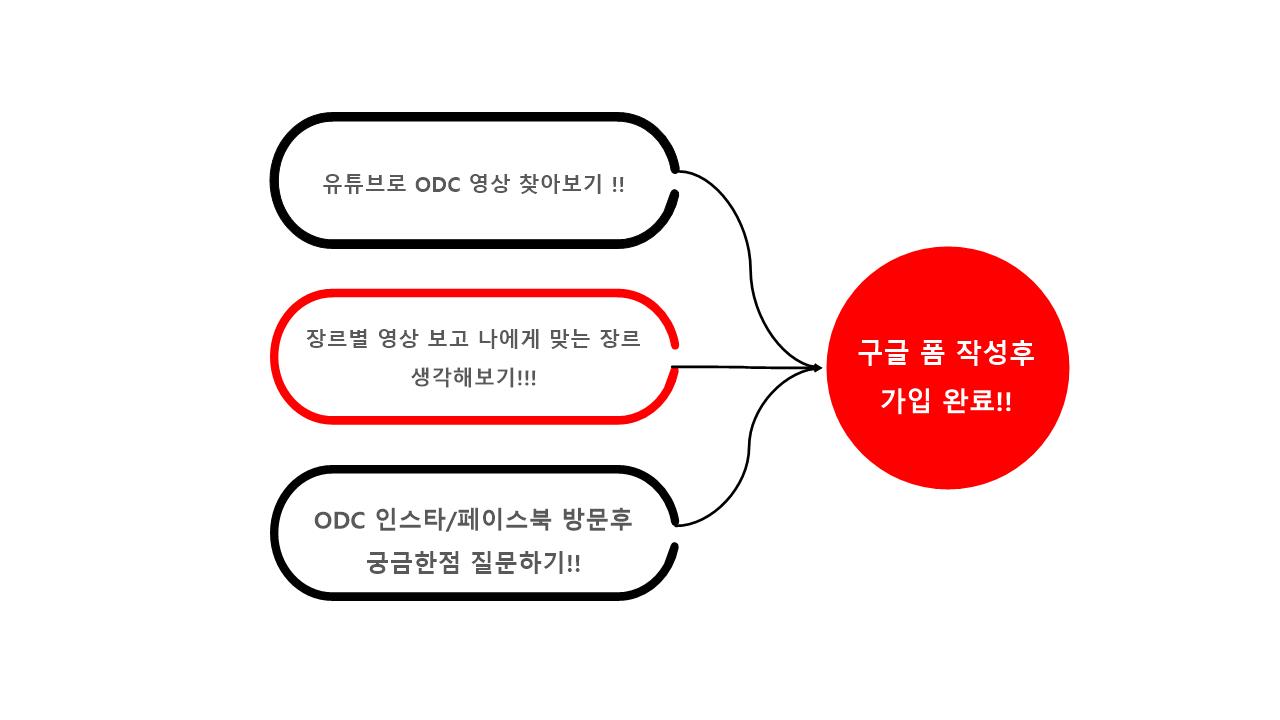 유튜브로 ODC 영상 찾아보기 !!
장르별 영상 보고 나에게 맞는 장르
생각해보기!!!
ODC 인스타/페이스북 방문후
궁금한점 질문하기!!
구글 폼 작성후
가입 완료!!